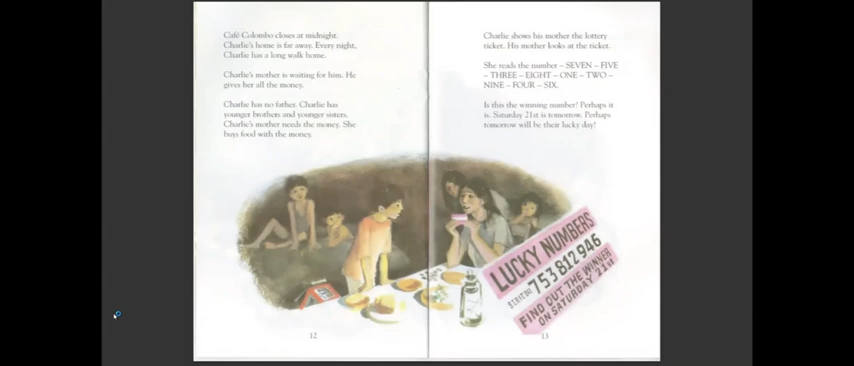 Café Colombo closes at midnight.
Charlie's home is far away. Every night,
Charlie has a long walk home.
Charlie's mother is waiting for him. He
gives her all the money.
Charlie has no father. Charlie has
younger brothers and younger sisters.
Charlie's mother needs the money. She
buys food with the money.
12
Charlie shows his mother the lottery
ticket. His mother looks at the ticket.
She reads the number – SEVEN – FIVE
– THREE – EIGHT – ONE – TWO –
NINE – FOUR – SIX.
Is this the winning number? Perhaps it
is. Saturday 21st is tomorrow. Perhaps
tomorrow will be their lucky day!
LUCKY NUMBERS
753812946
FIND OUT THE WINNER
ON SATURDAY 21st
13